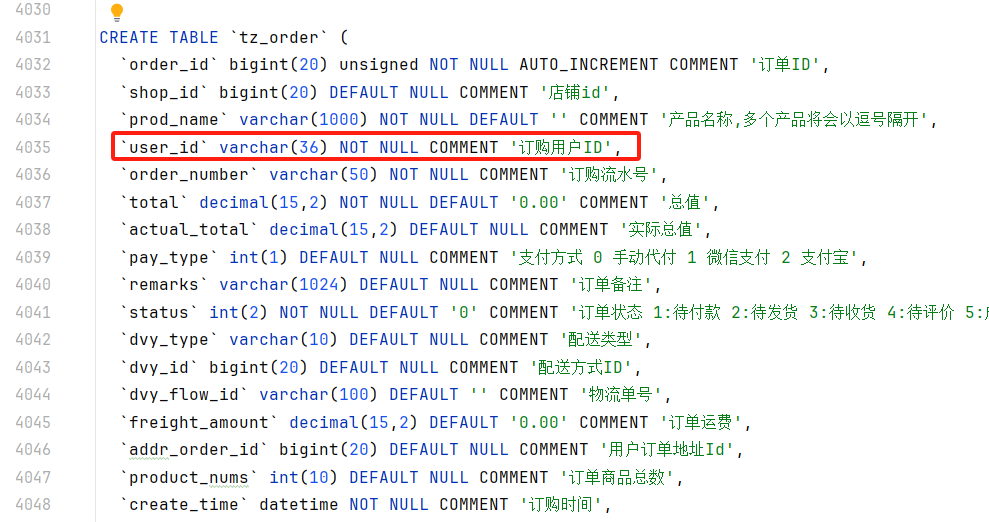 4030
4031 CREATE TABLE `tz_order` (
4032 `order_id` bigint(20) unsigned NOT NULL AUTO_INCREMENT COMMENT '订单ID',
4033 `shop_id` bigint(20) DEFAULT NULL COMMENT '店铺id',
4034 `prod_name` varchar(1000) NOT NULL DEFAULT '' COMMENT '产品名称,多个产品将会以逗号隔开',
4035 `user_id` varchar(36) NOT NULL COMMENT '订购用户ID',
4036 `order_number` varchar(50) NOT NULL COMMENT '订购流水号',
4037 `total` decimal(15,2) NOT NULL DEFAULT '0.00' COMMENT '总值',
4038 `actual_total` decimal(15,2) DEFAULT NULL COMMENT '实际总值',
4039 `pay_type` int(1) DEFAULT NULL COMMENT '支付方式 0 手动代付 1 微信支付 2 支付宝',
4040 `remarks` varchar(1024) DEFAULT NULL COMMENT '订单备注',
4041 `status` int(2) NOT NULL DEFAULT '0' COMMENT '订单状态 1:待付款 2:待发货 3:待收货 4:待评价 5:
4042 `dvy_type` varchar(10) DEFAULT NULL COMMENT '配送类型',
4043 `dvy_id` bigint(20) DEFAULT NULL COMMENT '配送方式ID',
4044 `dvy_flow_id` varchar(100) DEFAULT '' COMMENT '物流单号',
4045 `freight_amount` decimal(15,2) DEFAULT '0.00' COMMENT '订单运费',
4046 `addr_order_id` bigint(20) DEFAULT NULL COMMENT '用户订单地址Id',
4047 `product_nums` int(10) DEFAULT NULL COMMENT '订单商品总数',
4048 `create_time` datetime NOT NULL COMMENT '订购时间',